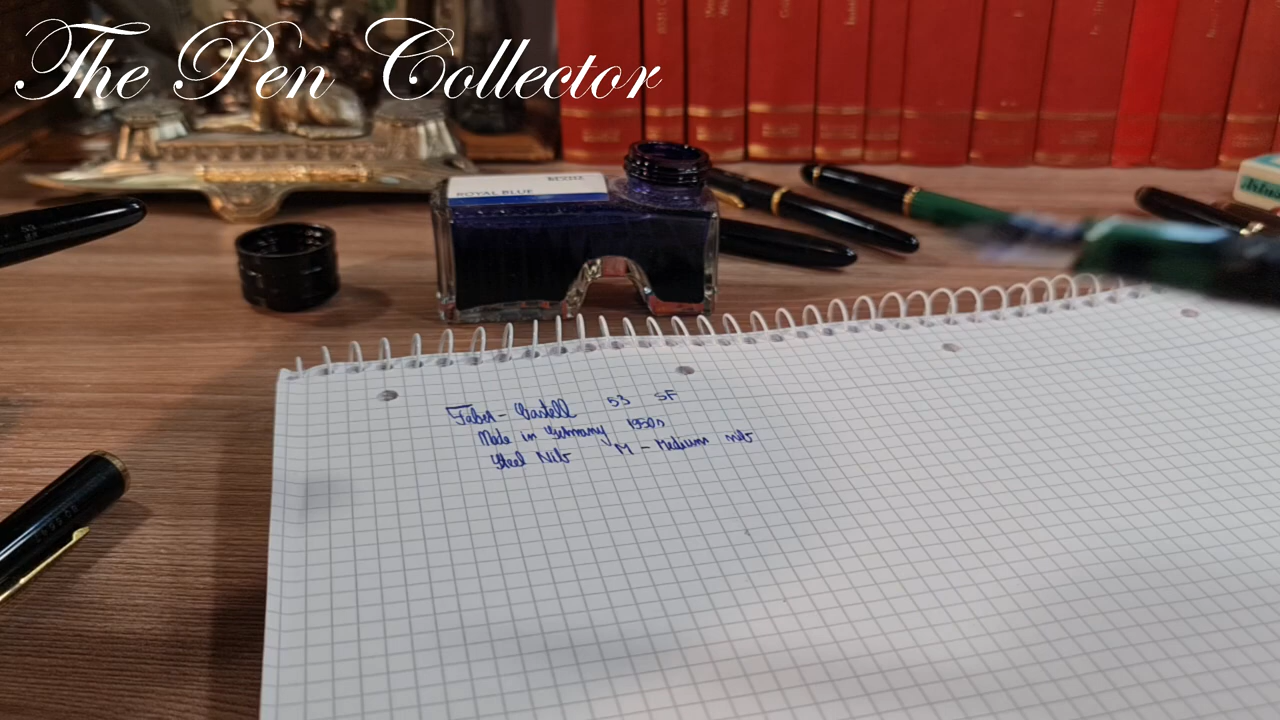 The Pen Collector
ROYAL BLUE
Faber-Castell 53 SF
Made in Germany 1950s
Steel Nib M - Medium nib